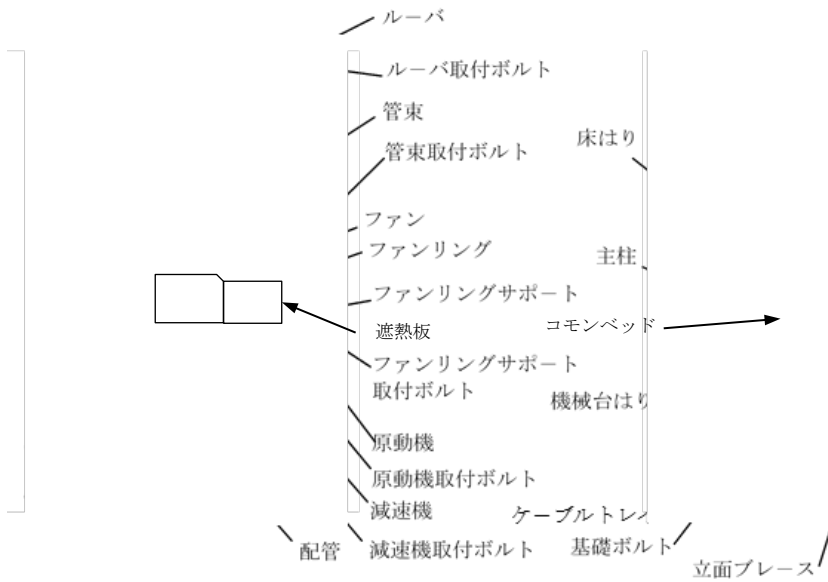 ルーバ
ルーバ取付ボルト
管束
管束取付ボルト
ファン
ファンリング
ファンリングサポート
遮熱板
ファンリングサポート
取付ボルト
原動機
原動機取付ボルト
減速機
減速機取付ボルト
配管
床はり
主柱
コモンベッド
機械台はり
ケーブルトレイ
基礎ボルト
立面ブレース